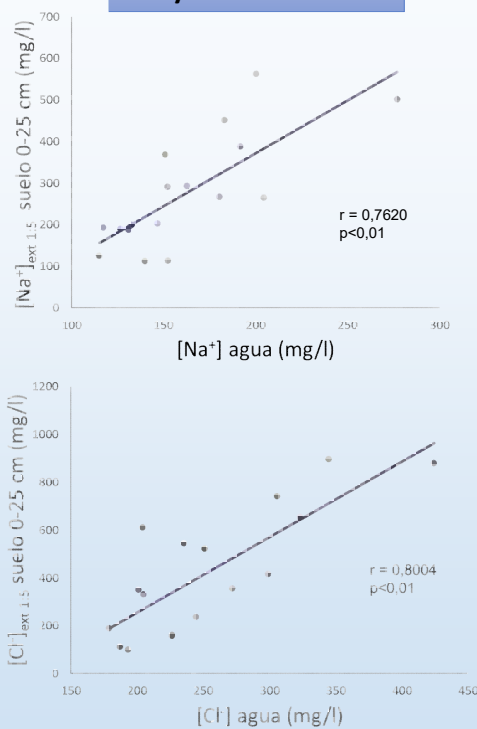 700
600
500
400
300
200
100
0
[Na⁺]ext 1:5 suelo 0-25 cm (mg/l)
r = 0,7620
p<0,01
100 150 200 250 300
[Na⁺] agua (mg/l)
1200
1000
800
600
400
200
0
[Cl⁻]ext 1:5 suelo 0-25 cm (mg/l)
r = 0,8004
p<0,01
150 200 250 300 350 400 450
[Cl⁻] agua (mg/l)